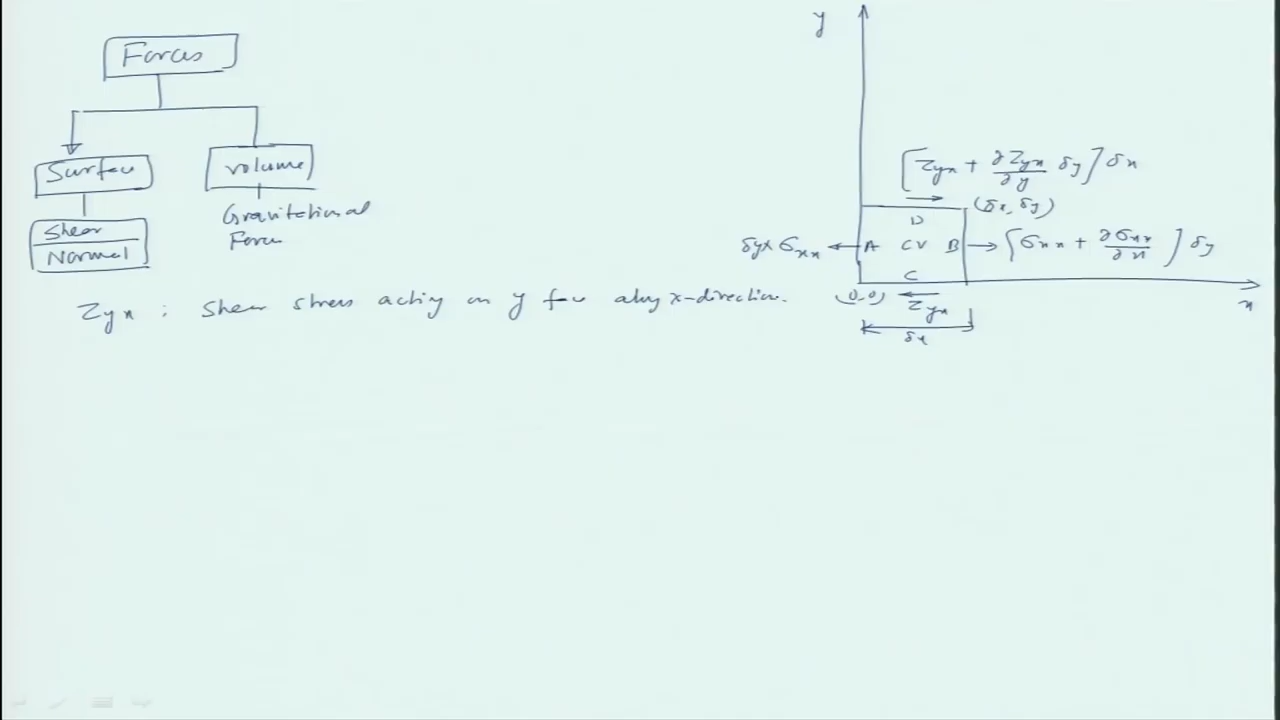 Forces
Surface
volume
Shear
Normal
Gravitational
Force
τyx : Shear stress acting on y face along x-direction.
y
[τyx + ∂τyx/∂y δy] δx
(δx, δy)
D
δy x σxx
A
CV
B
[σxx + ∂σxx/∂x] δy
C
(0,0)
τyx
x
δx